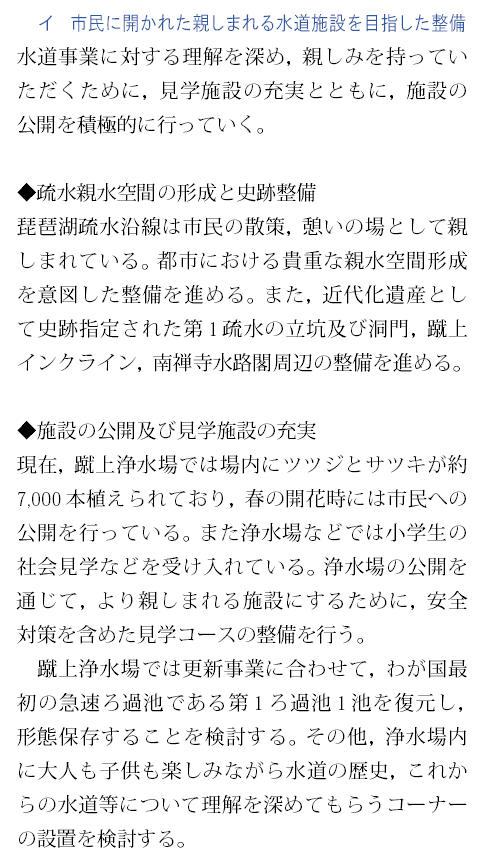 イ　市民に開かれた親しまれる水道施設を目指した整備
水道事業に対する理解を深め，親しみを持ってい
ただくために，見学施設の充実とともに，施設の
公開を積極的に行っていく。
◆疏水親水空間の形成と史跡整備
琵琶湖疏水沿線は市民の散策，憩いの場として親
しまれている。都市における貴重な親水空間形成
を意図した整備を進める。また，近代化遺産とし
て史跡指定された第１疏水の立坑及び洞門，蹴上
インクライン，南禅寺水路閣周辺の整備を進める。
◆施設の公開及び見学施設の充実
現在，蹴上浄水場では場内にツツジとサツキが約
7,000 本植えられており，春の開花時には市民への
公開を行っている。また浄水場などでは小学生の
社会見学などを受け入れている。浄水場の公開を
通じて，より親しまれる施設にするために，安全
対策を含めた見学コースの整備を行う。
　蹴上浄水場では更新事業に合わせて，わが国最
初の急速ろ過池である第１ろ過池１池を復元し，
形態保存することを検討する。その他，浄水場内
に大人も子供も楽しみながら水道の歴史，これか
らの水道等について理解を深めてもらうコーナー
の設置を検討する。